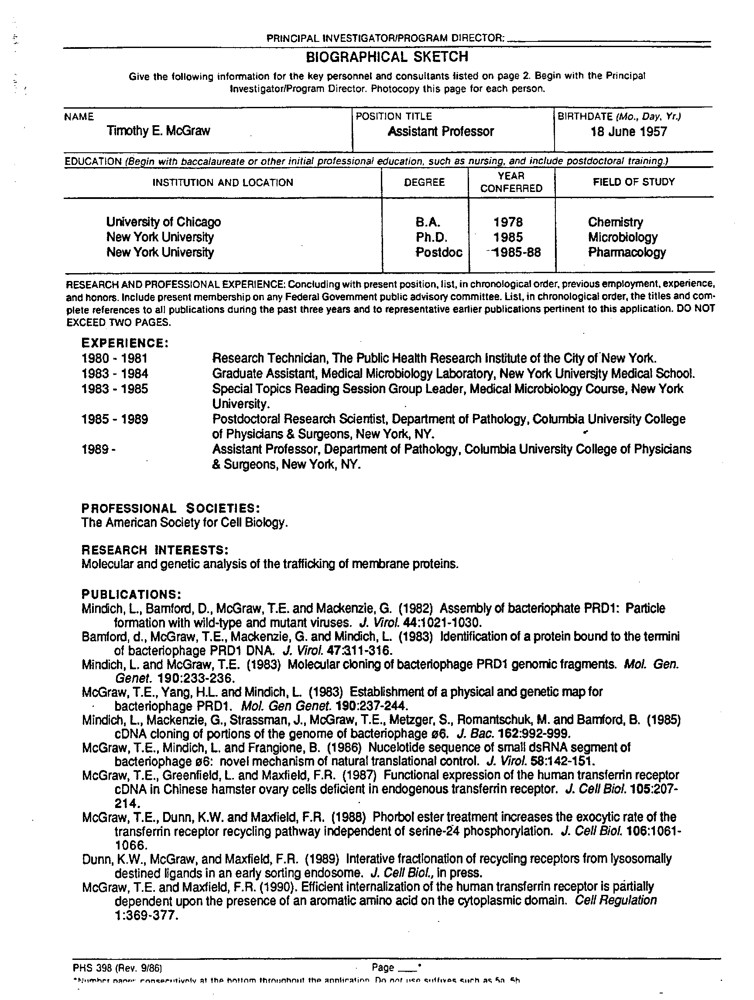 PRINCIPAL INVESTIGATOR/PROGRAM DIRECTOR:
BIOGRAPHICAL SKETCH
Give the following information for the key personnel and consultants listed on page 2. Begin with the Principal
Investigator/Program Director. Photocopy this page for each person.
NAME POSITION TITLE BIRTHDATE (Mo., Day, Yr.)
Timothy E. McGraw Assistant Professor 18 June 1957
EDUCATION (Begin with baccalaureate or other initial professional education, such as nursing, and include postdoctoral training.)
INSTITUTION AND LOCATION DEGREE YEAR CONFERRED FIELD OF STUDY
University of Chicago B.A. 1978 Chemistry
New York University Ph.D. 1985 Microbiology
New York University Postdoc 1985-88 Pharmacology
RESEARCH AND PROFESSIONAL EXPERIENCE: Concluding with present position, list, in chronological order, previous employment, experience,
and honors. Include present membership on any Federal Government public advisory committee. List, in chronological order, the titles and com-
plete references to all publications during the past three years and to representative earlier publications pertinent to this application. DO NOT
EXCEED TWO PAGES.
EXPERIENCE:
1980 - 1981 Research Technician, The Public Health Research Institute of the City of New York.
1983 - 1984 Graduate Assistant, Medical Microbiology Laboratory, New York University Medical School.
1983 - 1985 Special Topics Reading Session Group Leader, Medical Microbiology Course, New York
University.
1985 - 1989 Postdoctoral Research Scientist, Department of Pathology, Columbia University College
of Physicians & Surgeons, New York, NY.
1989 - Assistant Professor, Department of Pathology, Columbia University College of Physicians
& Surgeons, New York, NY.
PROFESSIONAL SOCIETIES:
The American Society for Cell Biology.
RESEARCH INTERESTS:
Molecular and genetic analysis of the trafficking of membrane proteins.
PUBLICATIONS:
Mindich, L., Bamford, D., McGraw, T.E. and Mackenzie, G. (1982) Assembly of bacteriophate PRD1: Particle
formation with wild-type and mutant viruses. J. Virol. 44:1021-1030.
Bamford, d., McGraw, T.E., Mackenzie, G. and Mindich, L. (1983) Identification of a protein bound to the termini
of bacteriophage PRD1 DNA. J. Virol. 47:311-316.
Mindich, L. and McGraw, T.E. (1983) Molecular cloning of bacteriophage PRD1 genomic fragments. Mol. Gen.
Genet. 190:233-236.
McGraw, T.E., Yang, H.L. and Mindich, L. (1983) Establishment of a physical and genetic map for
bacteriophage PRD1. Mol. Gen Genet. 190:237-244.
Mindich, L., Mackenzie, G., Strassman, J., McGraw, T.E., Metzger, S., Romantschuk, M. and Bamford, B. (1985)
cDNA cloning of portions of the genome of bacteriophage ø6. J. Bac. 162:992-999.
McGraw, T.E., Mindich, L. and Frangione, B. (1986) Nucelotide sequence of small dsRNA segment of
bacteriophage ø6: novel mechanism of natural translational control. J. Virol. 58:142-151.
McGraw, T.E., Greenfield, L. and Maxfield, F.R. (1987) Functional expression of the human transferrin receptor
cDNA in Chinese hamster ovary cells deficient in endogenous transferrin receptor. J. Cell Biol. 105:207-
214.
McGraw, T.E., Dunn, K.W. and Maxfield, F.R. (1988) Phorbol ester treatment increases the exocytic rate of the
transferrin receptor recycling pathway independent of serine-24 phosphorylation. J. Cell Biol. 106:1061-
1066.
Dunn, K.W., McGraw, and Maxfield, F.R. (1989) Interative fractionation of recycling receptors from lysosomally
destined ligands in an early sorting endosome. J. Cell Biol., in press.
McGraw, T.E. and Maxfield, F.R. (1990). Efficient internalization of the human transferrin receptor is partially
dependent upon the presence of an aromatic amino acid on the cytoplasmic domain. Cell Regulation
1:369-377.
PHS 398 (Rev. 9/86) Page ___*
*Number pages consecutively at the bottom throughout the application. Do not use suffixes such as 5a, 5b.